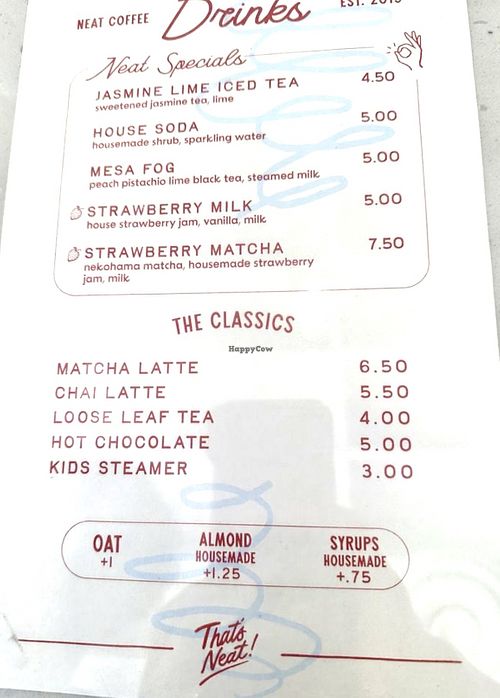 NEAT COFFEE Drinks EST. 2015
Neat Specials
JASMINE LIME ICED TEA 4.50
sweetened jasmine tea, lime
HOUSE SODA 5.00
housemade shrub, sparkling water
MESA FOG 5.00
peach pistachio lime black tea, steamed milk
STRAWBERRY MILK 5.00
house strawberry jam, vanilla, milk
STRAWBERRY MATCHA 7.50
nekohama matcha, housemade strawberry
jam, milk
THE CLASSICS
HappyCow
MATCHA LATTE 6.50
CHAI LATTE 5.50
LOOSE LEAF TEA 4.00
HOT CHOCOLATE 5.00
KIDS STEAMER 3.00
OAT ALMOND SYRUPS
+1 HOUSEMADE HOUSEMADE
+1.25 +.75
That's
Neat!